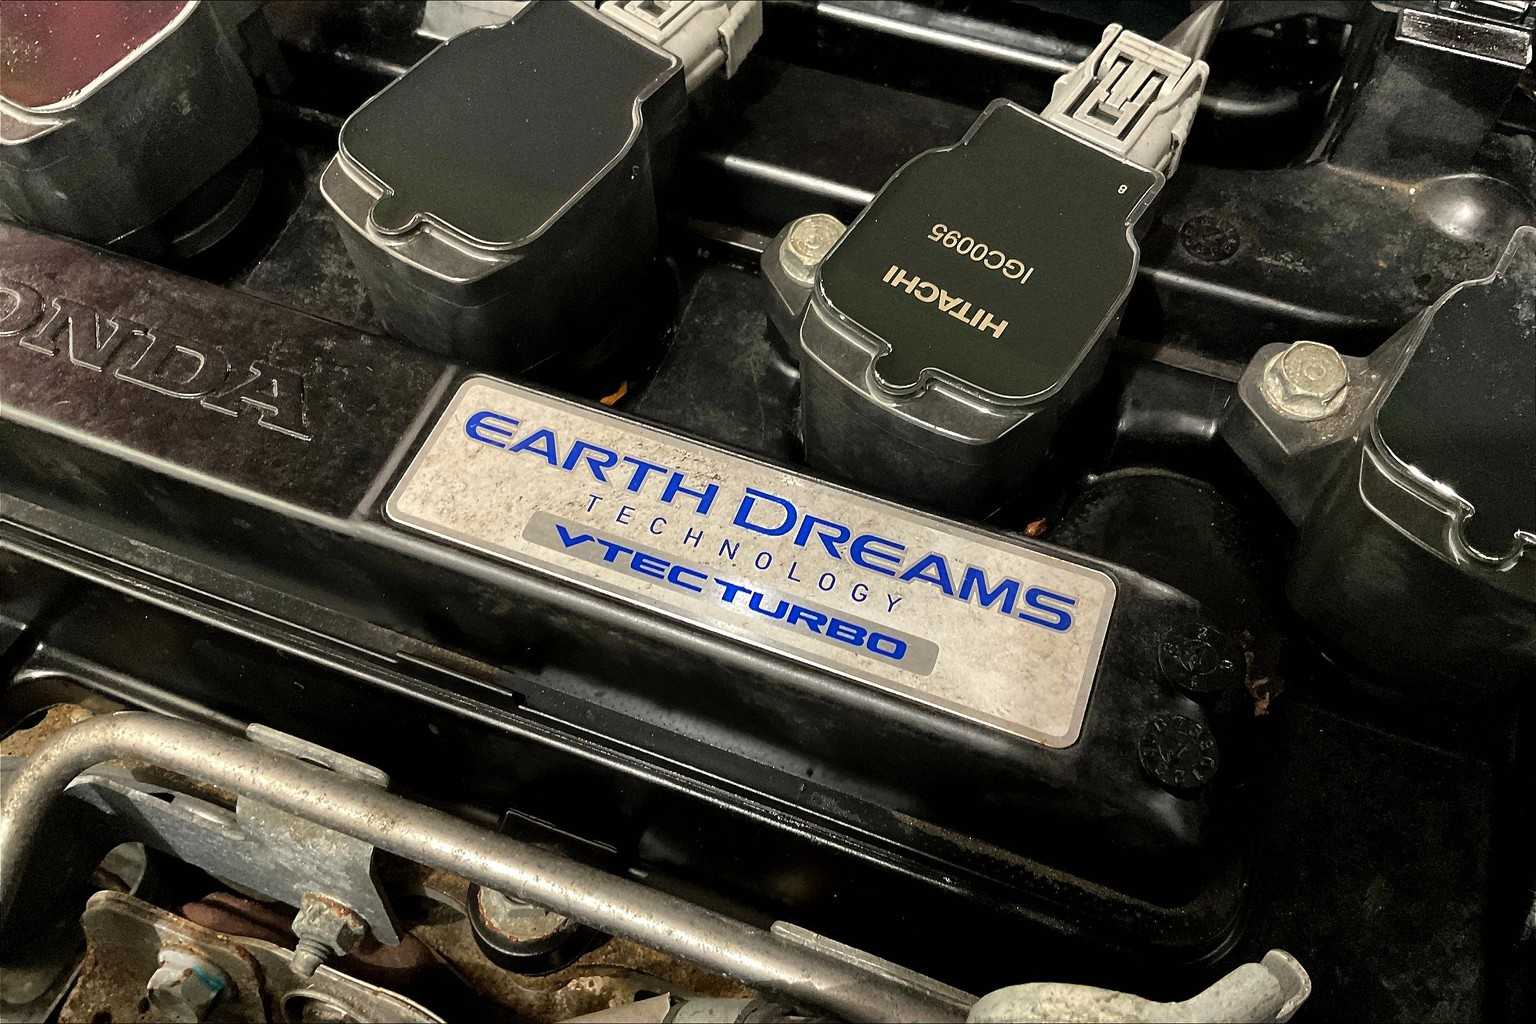 HITACHI
IGC0095
8
ONDA
EARTH DREAMS
TECHNOLOGY
VTEC TURBO